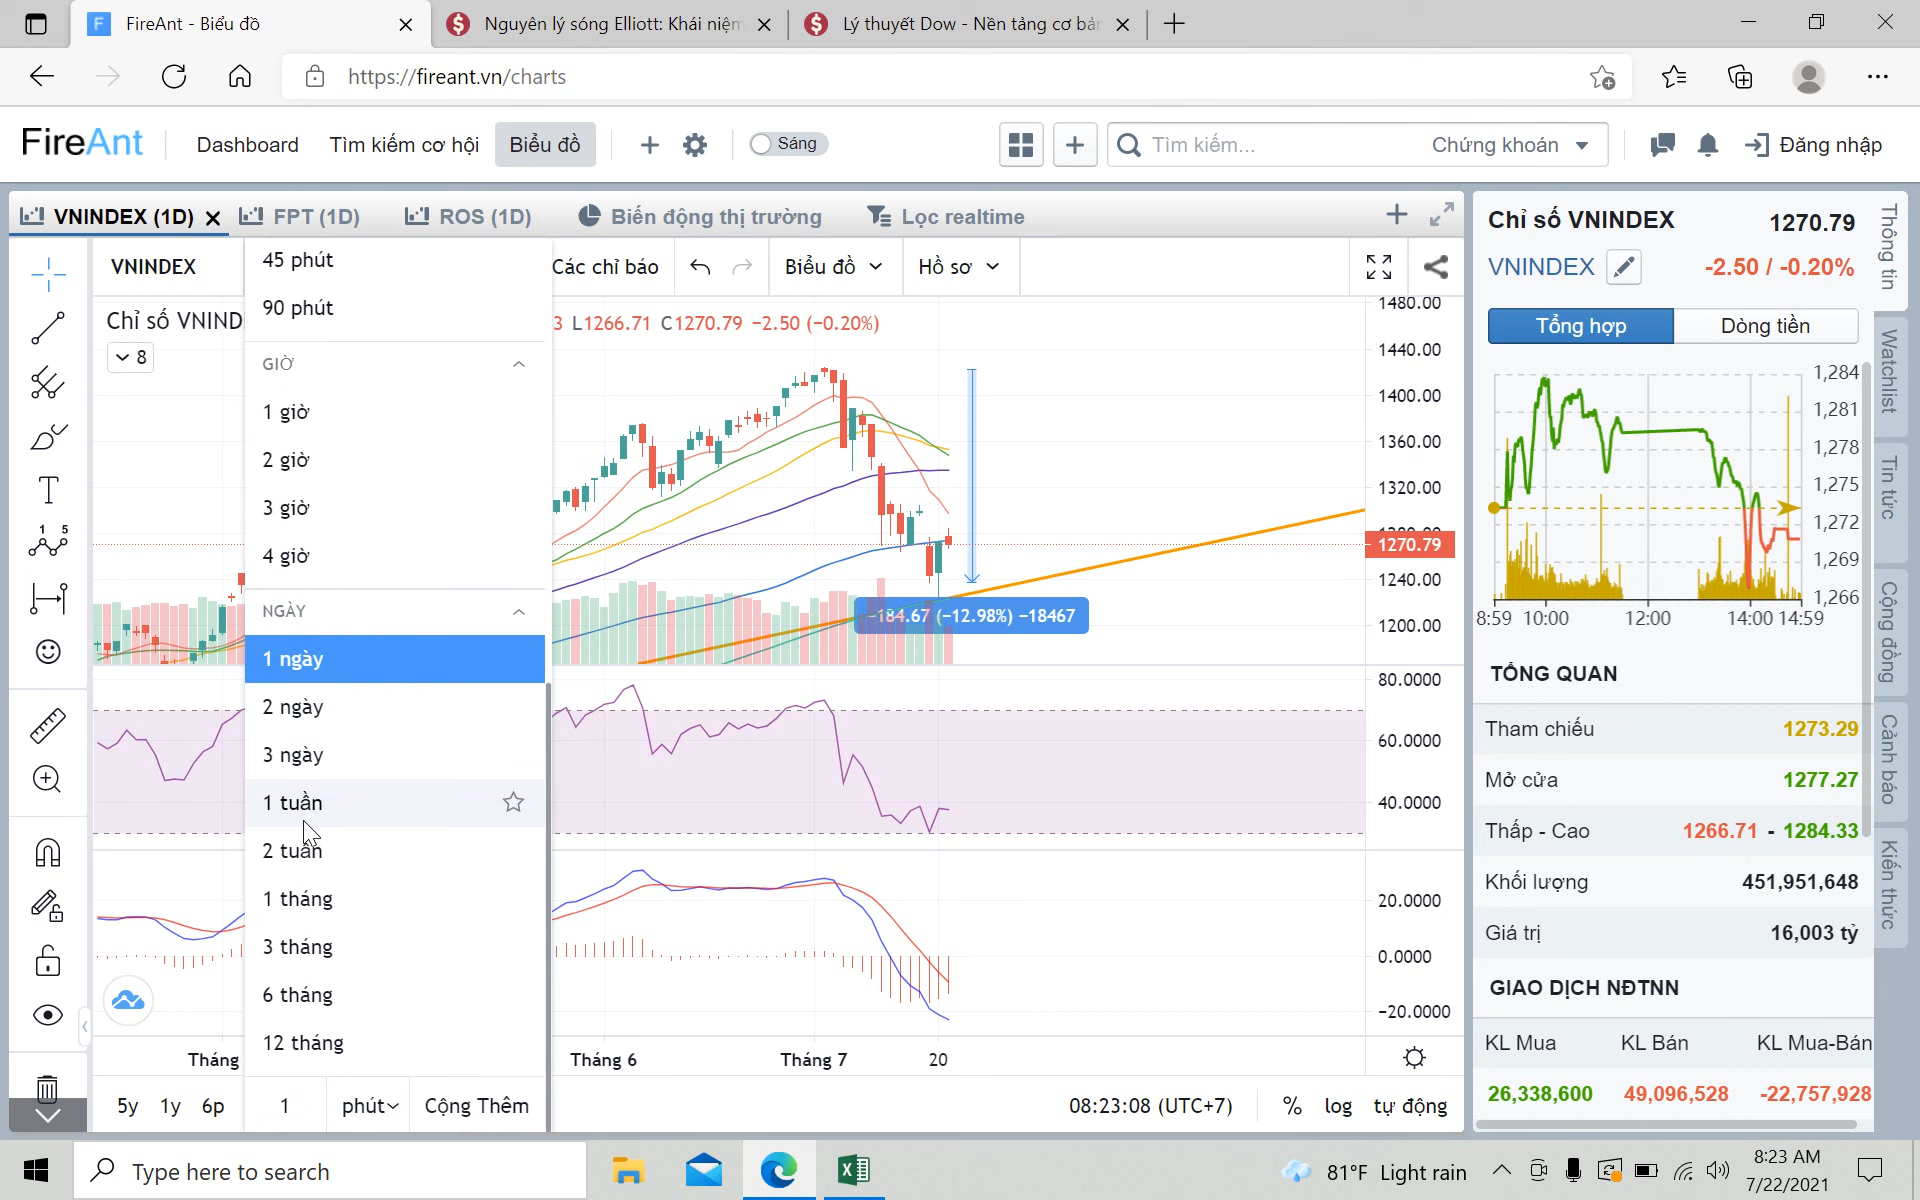 FireAnt - Biểu đồ
Nguyên lý sóng Elliott: Khái niệm
Lý thuyết Dow - Nền tảng cơ bản
https://fireant.vn/charts
FireAnt
Dashboard
Tìm kiếm cơ hội
Biểu đồ
Sáng
Tìm kiếm...
Chứng khoán
Đăng nhập
VNINDEX (1D)
FPT (1D)
ROS (1D)
Biến động thị trường
Lọc realtime
VNINDEX
Các chỉ báo
Biểu đồ
Hồ sơ
Chỉ số VNIND
3 L1266.71 C1270.79 −2.50 (−0.20%)
8
45 phút
90 phút
GIỜ
1 giờ
2 giờ
3 giờ
4 giờ
NGÀY
1 ngày
2 ngày
3 ngày
1 tuần
2 tuần
1 tháng
3 tháng
6 tháng
12 tháng
1
phút
Cộng Thêm
−184.67 (−12.98%) −18467
1480.00
1440.00
1400.00
1360.00
1320.00
1270.79
1240.00
1200.00
80.0000
60.0000
40.0000
20.0000
0.0000
−20.0000
Tháng
Tháng 6
Tháng 7
20
5y 1y 6p
08:23:08 (UTC+7)
%
log
tự động
Chỉ số VNINDEX
1270.79
VNINDEX
-2.50 / -0.20%
Tổng hợp
Dòng tiền
1,284
1,281
1,278
1,275
1,272
1,269
1,266
8:59 10:00 12:00 14:00 14:59
TỔNG QUAN
Tham chiếu 1273.29
Mở cửa 1277.27
Thấp - Cao 1266.71 - 1284.33
Khối lượng 451,951,648
Giá trị 16,003 tỷ
GIAO DỊCH NĐTNN
KL Mua KL Bán KL Mua-Bán
26,338,600 49,096,528 -22,757,928
Thông tin
Watchlist
Tin tức
Cộng đồng
Cảnh báo
Kiến thức
Type here to search
81°F Light rain
8:23 AM
7/22/2021